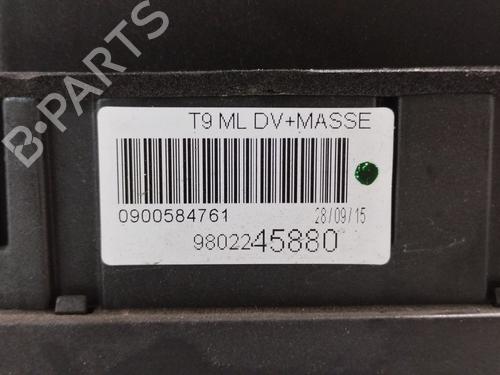 B-PARTS
T9 ML DV+MASSE
0900584761
28/09/15
9802245880